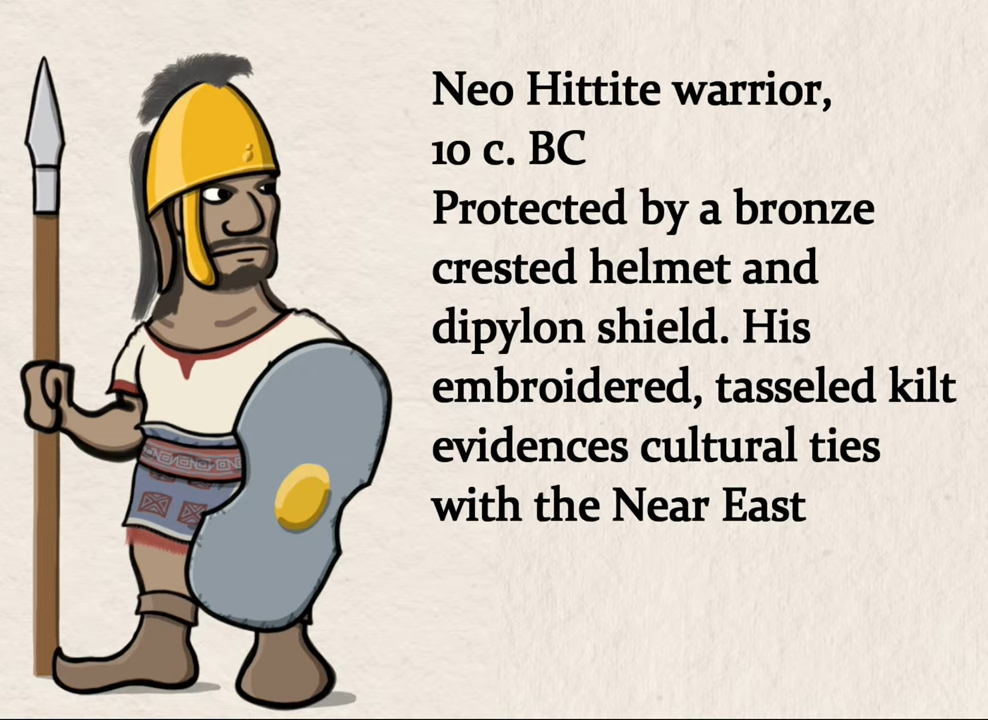 Neo Hittite warrior,
10 c. BC
Protected by a bronze
crested helmet and
dipylon shield. His
embroidered, tasseled kilt
evidences cultural ties
with the Near East